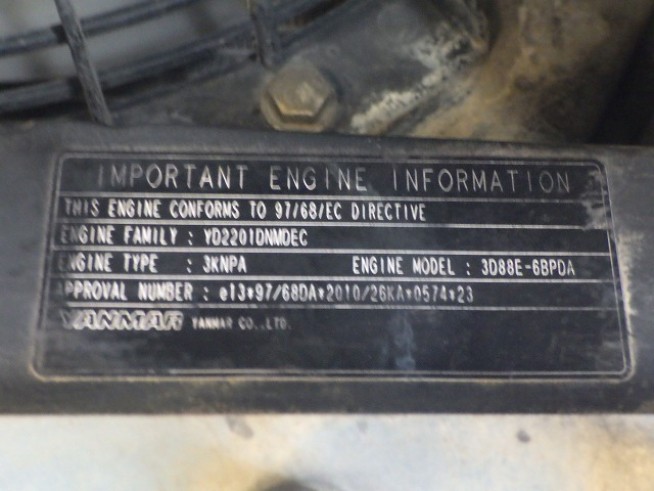 IMPORTANT ENGINE INFORMATION
THIS ENGINE CONFORMS TO 97/68/EC DIRECTIVE
ENGINE FAMILY : YD2201DNMDEC
ENGINE TYPE : 3KNPA ENGINE MODEL : 3D88E-6BPDA
APPROVAL NUMBER : e13*97/68DA*2010/26KA*0574*23
YANMAR YANMAR CO.,LTD.